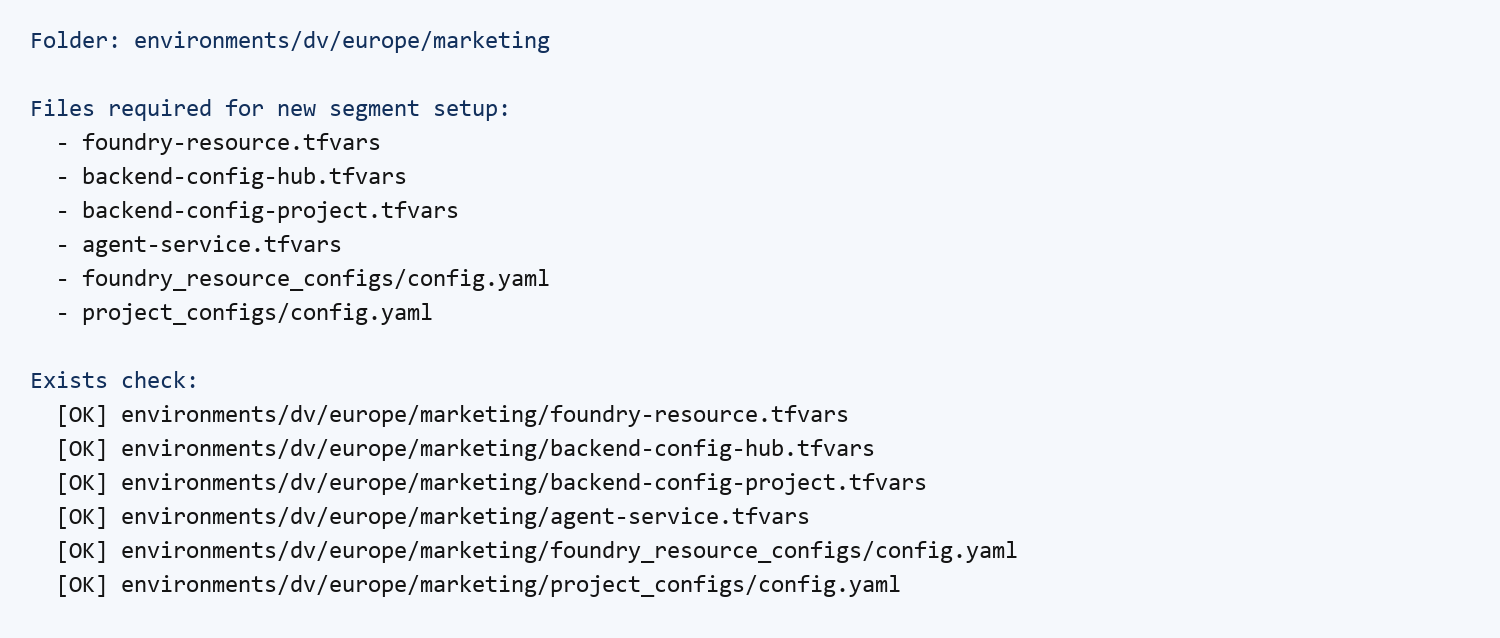 Folder: environments/dv/europe/marketing
Files required for new segment setup:
- foundry-resource.tfvars
- backend-config-hub.tfvars
- backend-config-project.tfvars
- agent-service.tfvars
- foundry_resource_configs/config.yaml
- project_configs/config.yaml
Exists check:
[OK] environments/dv/europe/marketing/foundry-resource.tfvars
[OK] environments/dv/europe/marketing/backend-config-hub.tfvars
[OK] environments/dv/europe/marketing/backend-config-project.tfvars
[OK] environments/dv/europe/marketing/agent-service.tfvars
[OK] environments/dv/europe/marketing/foundry_resource_configs/config.yaml
[OK] environments/dv/europe/marketing/project_configs/config.yaml